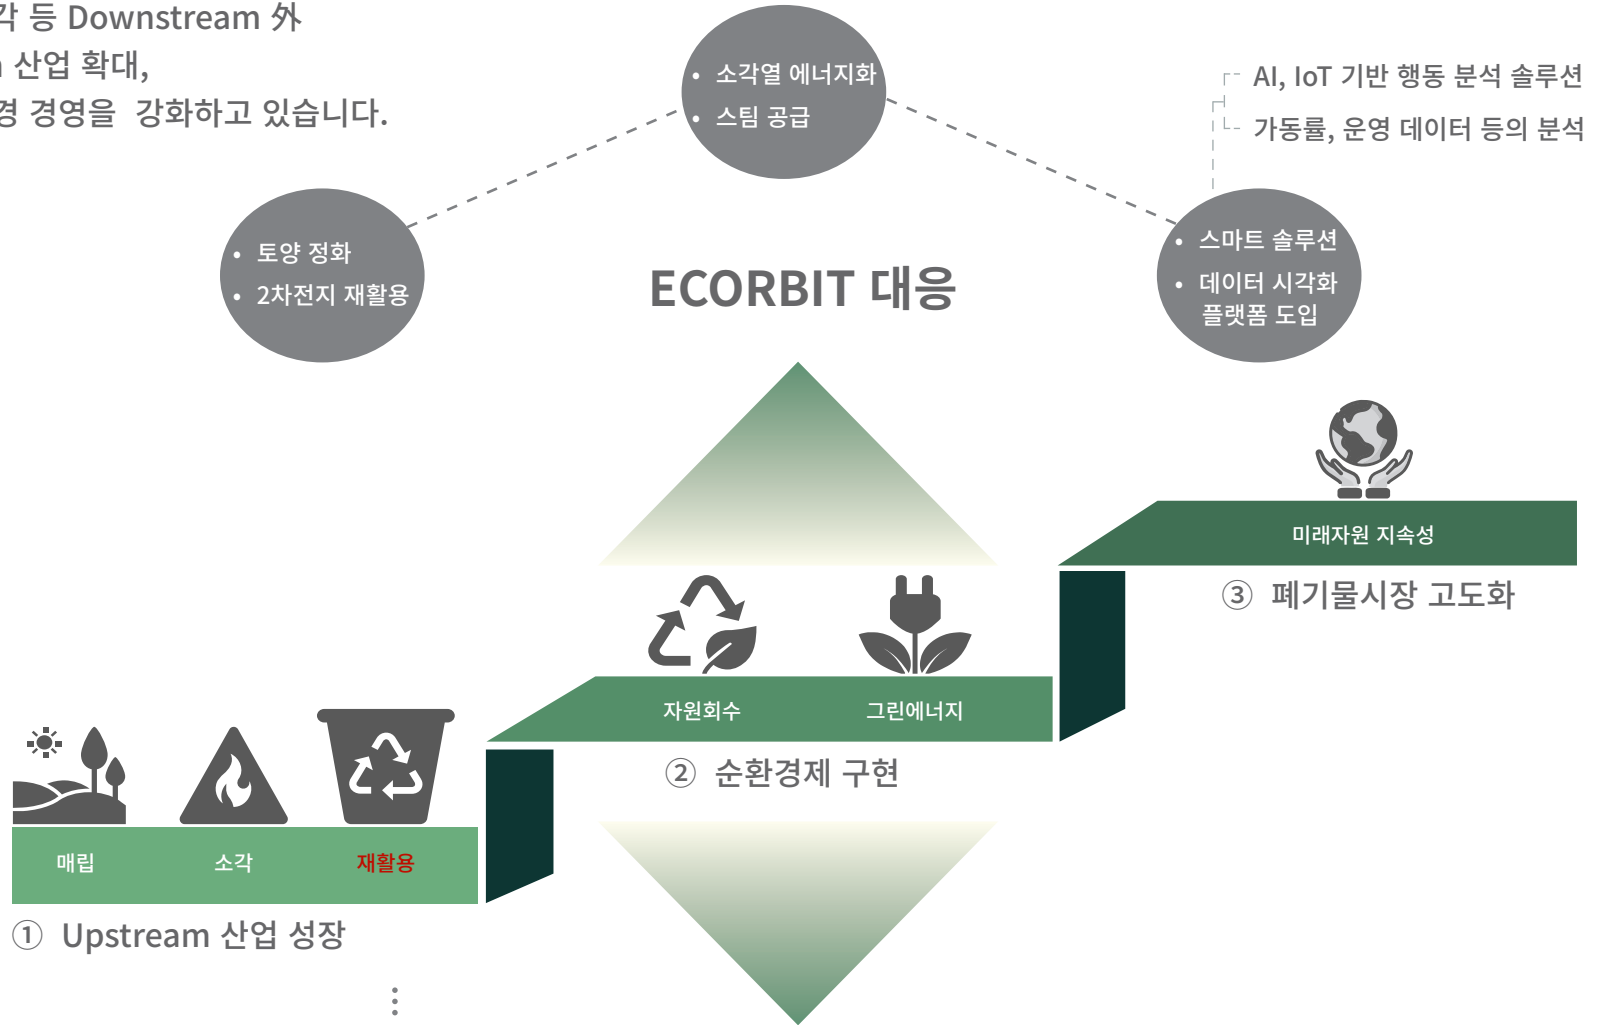 각 등 Downstream 外
산업 확대,
경 경영을 강화하고 있습니다.
• 소각열 에너지화
• 스팀 공급
AI, IoT 기반 행동 분석 솔루션
가동률, 운영 데이터 등의 분석
• 토양 정화
• 2차전지 재활용
• 스마트 솔루션
• 데이터 시각화
플랫폼 도입
ECORBIT 대응
미래자원 지속성
③ 폐기물시장 고도화
자원회수
그린에너지
② 순환경제 구현
매립
소각
재활용
① Upstream 산업 성장